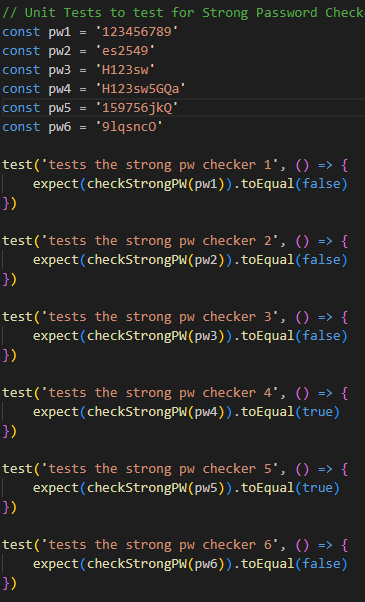 // Unit Tests to test for Strong Password Check
const pw1 = '123456789'
const pw2 = 'es2549'
const pw3 = 'H123sw'
const pw4 = 'H123sw5GQa'
const pw5 = '159756jkQ'
const pw6 = '9lqsncO'
test('tests the strong pw checker 1', () => {
expect(checkStrongPW(pw1)).toEqual(false)
})
test('tests the strong pw checker 2', () => {
expect(checkStrongPW(pw2)).toEqual(false)
})
test('tests the strong pw checker 3', () => {
expect(checkStrongPW(pw3)).toEqual(false)
})
test('tests the strong pw checker 4', () => {
expect(checkStrongPW(pw4)).toEqual(true)
})
test('tests the strong pw checker 5', () => {
expect(checkStrongPW(pw5)).toEqual(true)
})
test('tests the strong pw checker 6', () => {
expect(checkStrongPW(pw6)).toEqual(false)
})